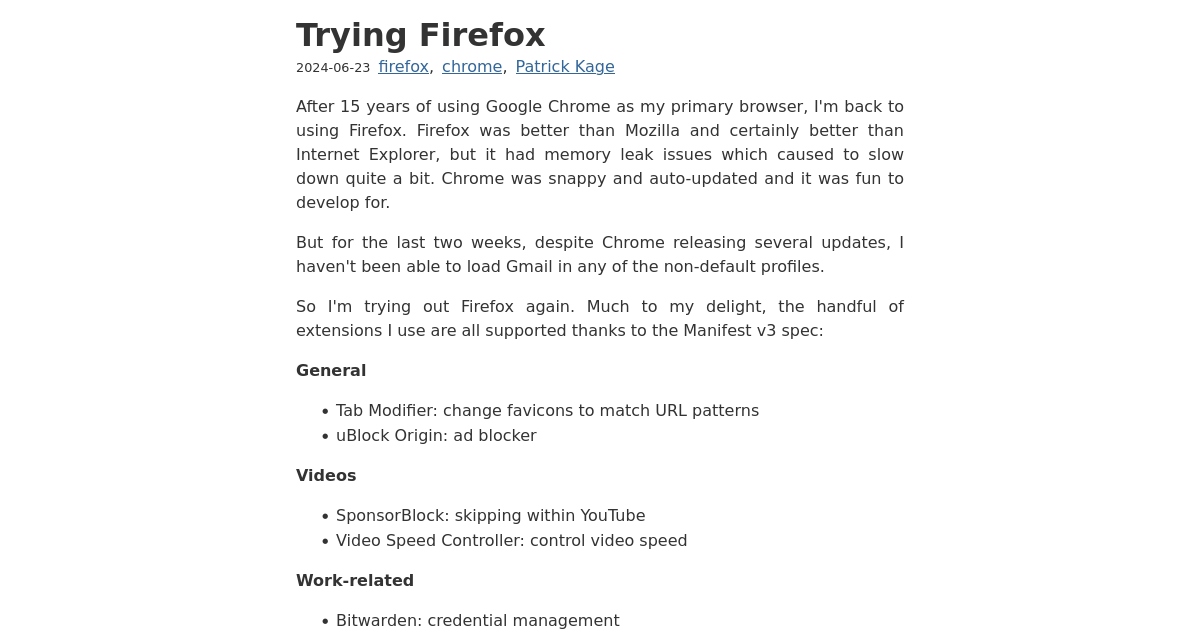 Trying Firefox
2024-06-23 firefox, chrome, Patrick Kage
After 15 years of using Google Chrome as my primary browser, I'm back to
using Firefox. Firefox was better than Mozilla and certainly better than
Internet Explorer, but it had memory leak issues which caused to slow
down quite a bit. Chrome was snappy and auto-updated and it was fun to
develop for.
But for the last two weeks, despite Chrome releasing several updates, I
haven't been able to load Gmail in any of the non-default profiles.
So I'm trying out Firefox again. Much to my delight, the handful of
extensions I use are all supported thanks to the Manifest v3 spec:
General
• Tab Modifier: change favicons to match URL patterns
• uBlock Origin: ad blocker
Videos
• SponsorBlock: skipping within YouTube
• Video Speed Controller: control video speed
Work-related
• Bitwarden: credential management